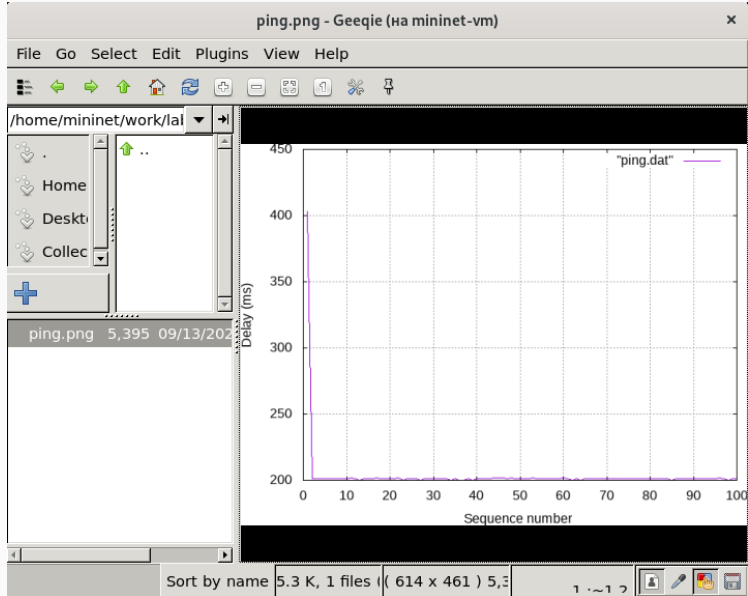 ping.png - Geeqie (на mininet-vm) ×
File Go Select Edit Plugins View Help
/home/mininet/work/lal
.
..
Home
Deskt
Collec
ping.png 5,395 09/13/202
"ping.dat"
450
400
350
300
250
200
Delay (ms)
0 10 20 30 40 50 60 70 80 90 100
Sequence number
Sort by name 5.3 K, 1 files ( ( 614 x 461 ) 5,3